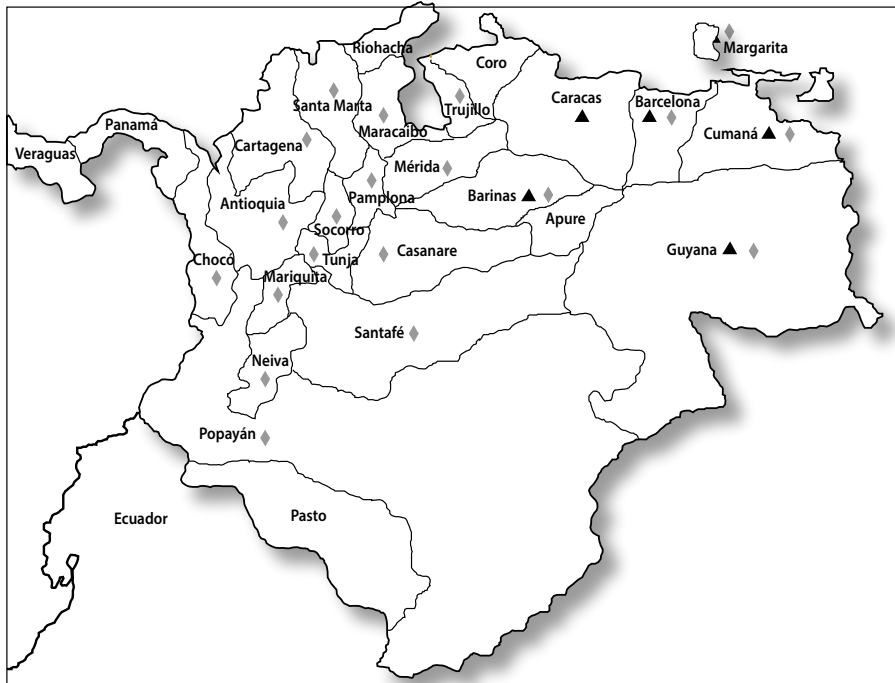 Riohacha
Margarita
Coro
Santa Marta
Trujillo
Caracas
Barcelona
Panamá
Maracaibo
Cumaná
Veraguas
Cartagena
Mérida
Pamplona
Barinas
Antioquia
Apure
Socorro
Guyana
Casanare
Chocó
Tunja
Mariquita
Santafé
Neiva
Popayán
Ecuador
Pasto